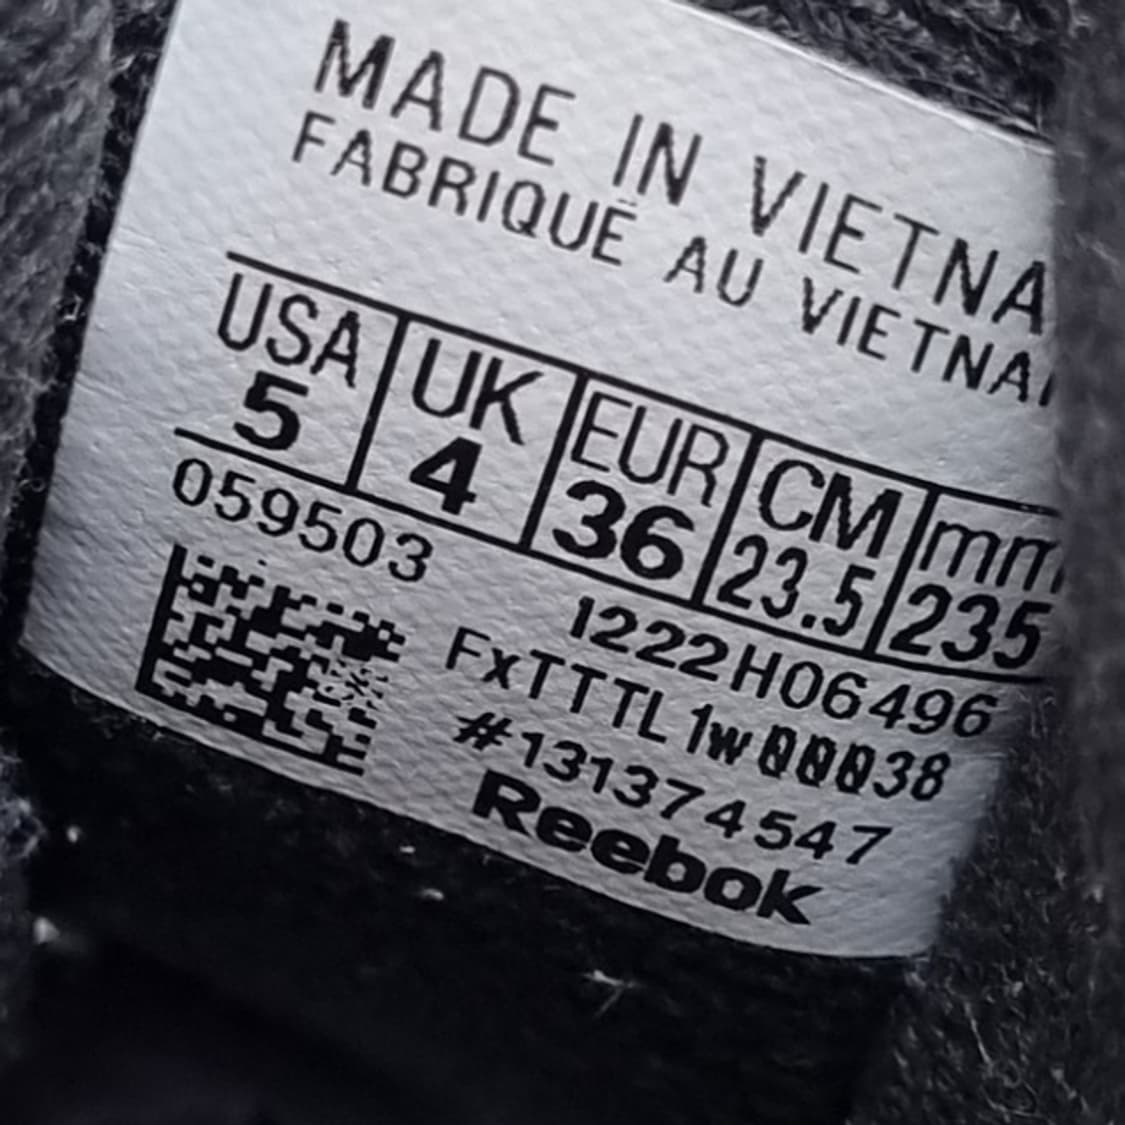 MADE IN VIETNA
FABRIQUÉ AU VIETNA
USA UK EUR CM mm
5 4 36 23.5 235
059503
1222H06496
FxTTTL1w00038
#131374547
Reebok